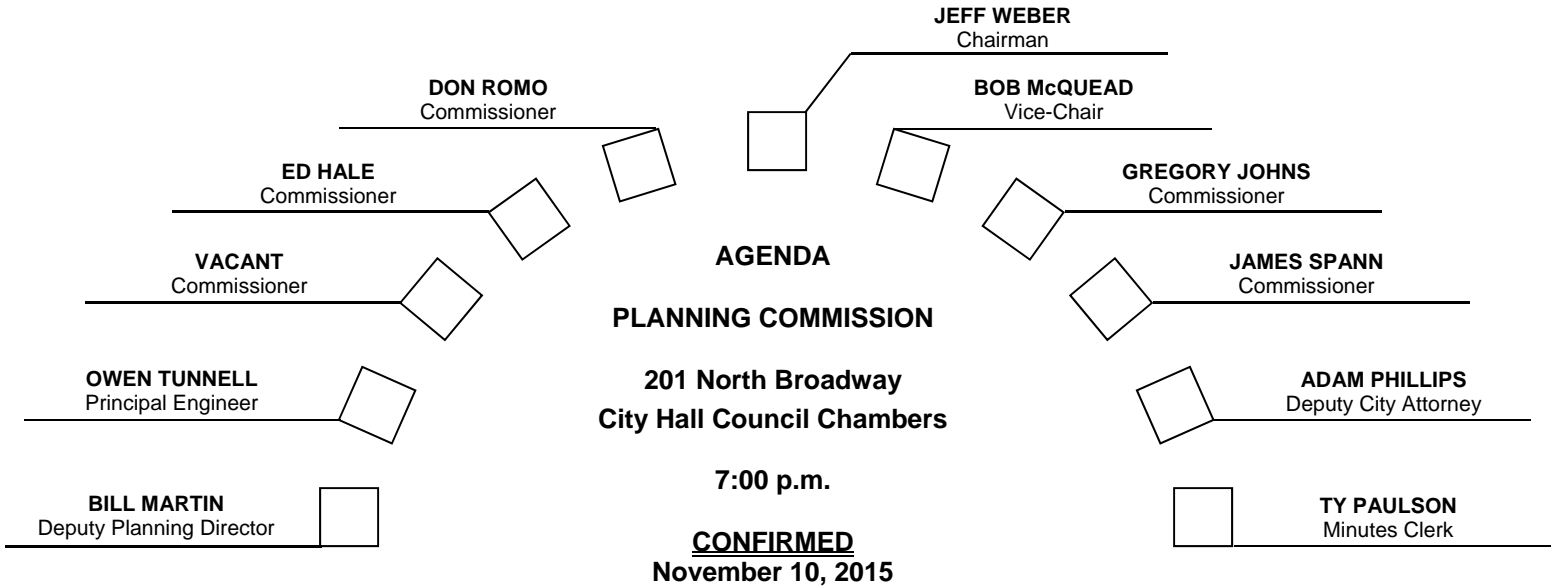 JEFF WEBER
Chairman
DON ROMO
Commissioner
BOB McQUEAD
Vice-Chair
ED HALE
Commissioner
GREGORY JOHNS
Commissioner
VACANT
Commissioner
AGENDA
JAMES SPANN
Commissioner
PLANNING COMMISSION
OWEN TUNNELL
Principal Engineer
201 North Broadway
City Hall Council Chambers
ADAM PHILLIPS
Deputy City Attorney
7:00 p.m.
BILL MARTIN
Deputy Planning Director
TY PAULSON
Minutes Clerk
CONFIRMED
November 10, 2015